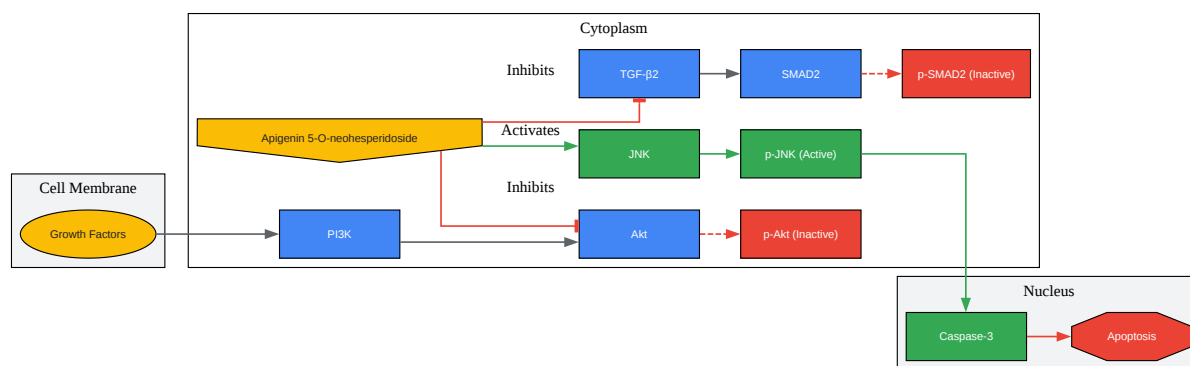 Cytoplasm
Inhibits
TGF-β2
SMAD2
p-SMAD2 (Inactive)
Apigenin 5-O-neohesperidoside
Activates
JNK
p-JNK (Active)
Inhibits
Cell Membrane
Growth Factors
PI3K
Akt
p-Akt (Inactive)
Nucleus
Caspase-3
Apoptosis